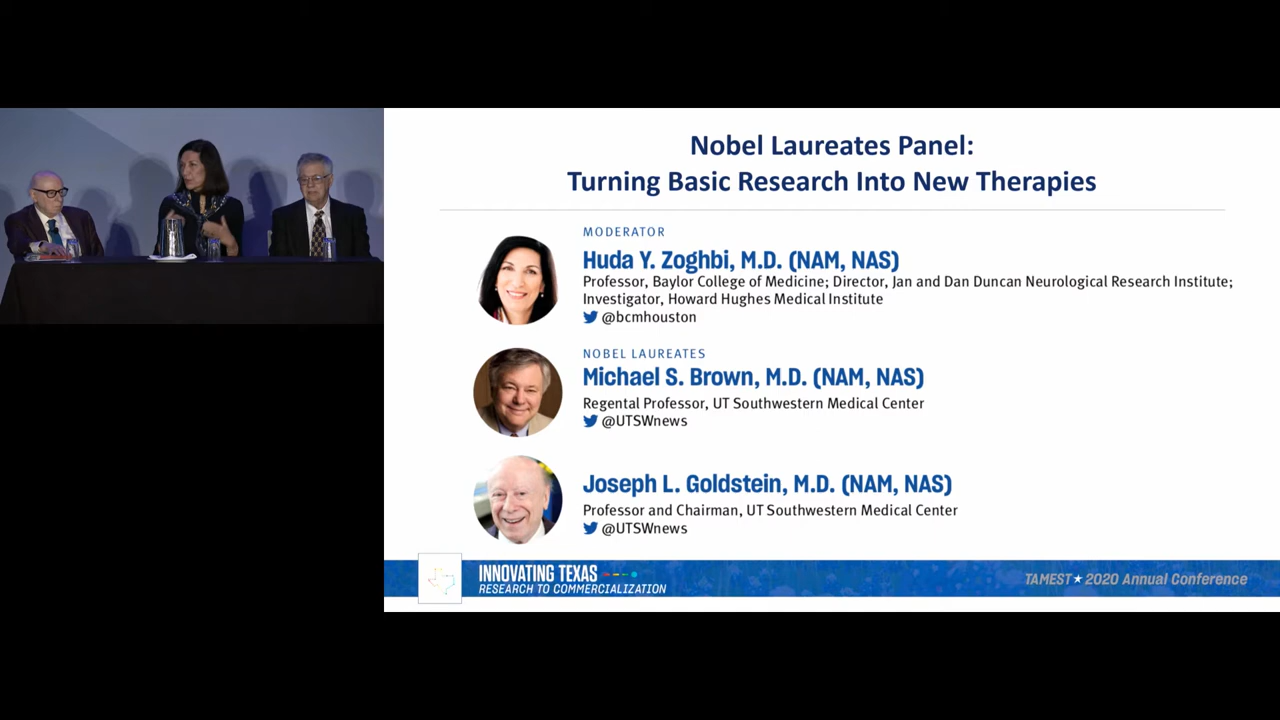 Nobel Laureates Panel:
Turning Basic Research Into New Therapies
MODERATOR
Huda Y. Zoghbi, M.D. (NAM, NAS)
Professor, Baylor College of Medicine; Director, Jan and Dan Duncan Neurological Research Institute;
Investigator, Howard Hughes Medical Institute
@bcmhouston
NOBEL LAUREATES
Michael S. Brown, M.D. (NAM, NAS)
Regental Professor, UT Southwestern Medical Center
@UTSWnews
Joseph L. Goldstein, M.D. (NAM, NAS)
Professor and Chairman, UT Southwestern Medical Center
@UTSWnews
INNOVATING TEXAS
RESEARCH TO COMMERCIALIZATION
TAMEST★2020 Annual Conference